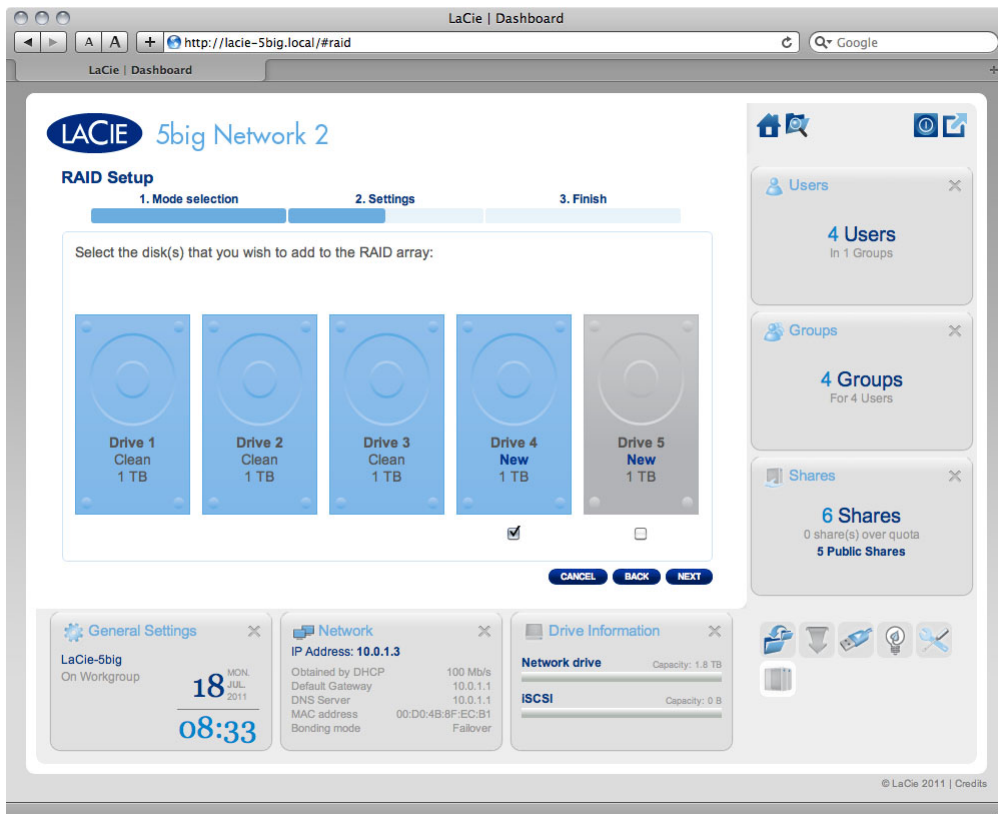 LaCie | Dashboard
A A + http://lacie-5big.local/#raid Google
LaCie | Dashboard
LACIE 5big Network 2
RAID Setup
1. Mode selection 2. Settings 3. Finish
Select the disk(s) that you wish to add to the RAID array:
Drive 1 Drive 2 Drive 3 Drive 4 Drive 5
Clean Clean Clean New New
1 TB 1 TB 1 TB 1 TB 1 TB
CANCEL BACK NEXT
Users
4 Users
In 1 Groups
Groups
4 Groups
For 4 Users
Shares
6 Shares
0 share(s) over quota
5 Public Shares
General Settings
LaCie-5big
On Workgroup
18 MON. JUL. 2011
08:33
Network
IP Address: 10.0.1.3
Obtained by DHCP 100 Mb/s
Default Gateway 10.0.1.1
DNS Server 10.0.1.1
MAC address 00:D0:4B:8F:EC:B1
Bonding mode Failover
Drive Information
Network drive Capacity: 1.8 TB
iSCSI Capacity: 0 B
© LaCie 2011 | Credits